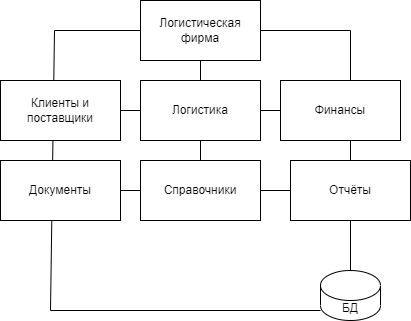 Логистическая
фирма
Клиенты и
поставщики
Логистика
Финансы
Документы
Справочники
Отчёты
БД